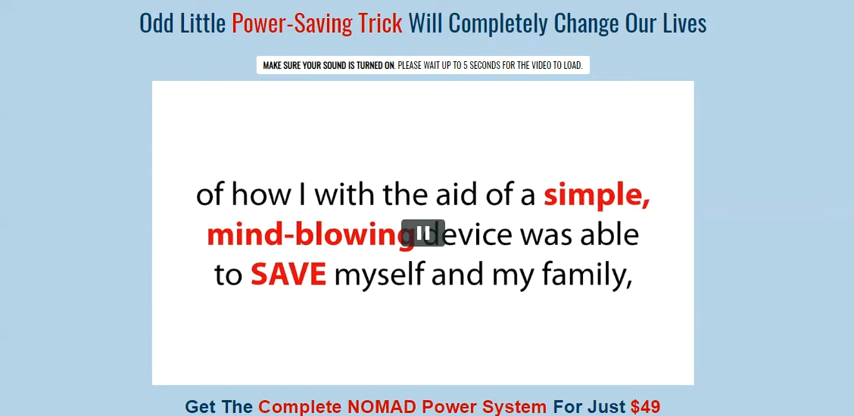 Odd Little Power-Saving Trick Will Completely Change Our Lives
MAKE SURE YOUR SOUND IS TURNED ON. PLEASE WAIT UP TO 5 SECONDS FOR THE VIDEO TO LOAD.
of how I with the aid of a simple,
mind-blowing device was able
to SAVE myself and my family,
Get The Complete NOMAD Power System For Just $49